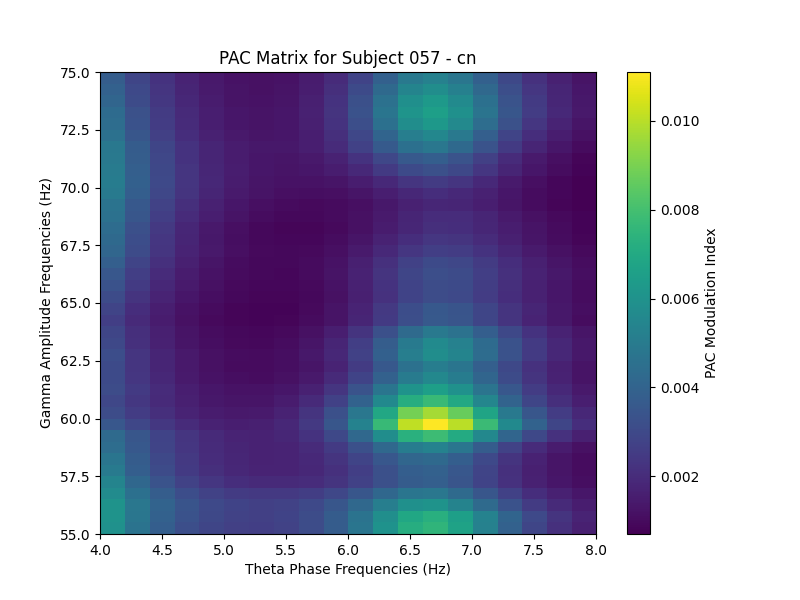 PAC Matrix for Subject 057 - cn
75.0
72.5
70.0
67.5
65.0
62.5
60.0
57.5
55.0
Gamma Amplitude Frequencies (Hz)
4.0 4.5 5.0 5.5 6.0 6.5 7.0 7.5 8.0
Theta Phase Frequencies (Hz)
0.010
0.008
0.006
0.004
0.002
PAC Modulation Index